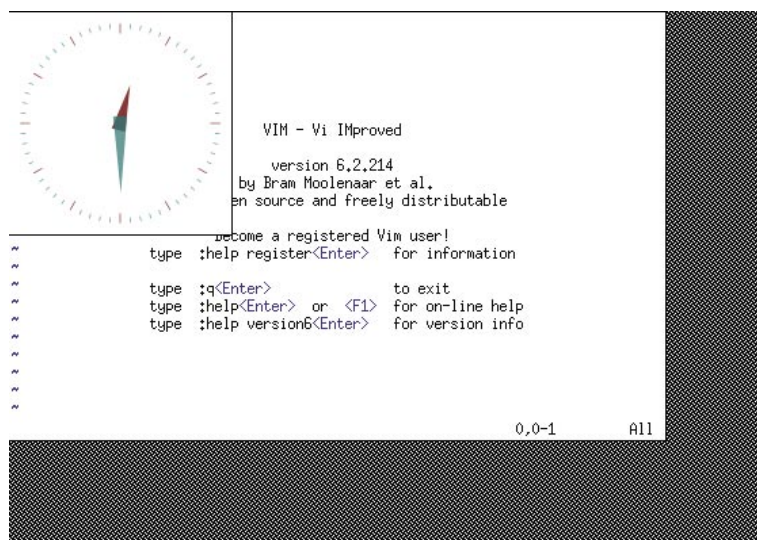 VIM - Vi IMproved
version 6.2.214
by Bram Moolenaar et al.
source and freely distributable
Become a registered Vim user!
~ type :help register<Enter> for information
~
~ type :q<Enter> to exit
~ type :help<Enter> or <F1> for on-line help
~ type :help version6<Enter> for version info
~
~
~
~
0,0-1 All